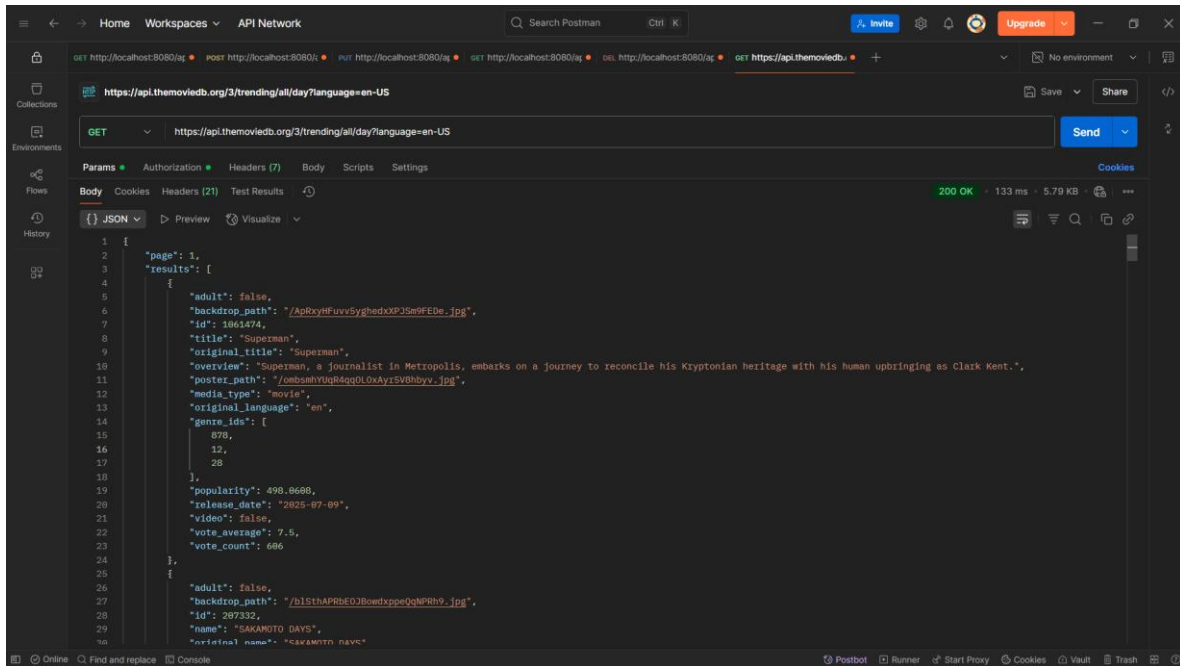 Home Workspaces API Network Search Postman Ctrl K Invite Upgrade
GET http://localhost:8080/ap POST http://localhost:8080/a PUT http://localhost:8080/ap GET http://localhost:8080/ap DEL http://localhost:8080/ap GET https://api.themoviedb. + No environment
Collections
Environments
Flows
History
HTTP https://api.themoviedb.org/3/trending/all/day?language=en-US Save Share
GET https://api.themoviedb.org/3/trending/all/day?language=en-US Send
Params Authorization Headers (7) Body Scripts Settings Cookies
Body Cookies Headers (21) Test Results 200 OK 133 ms 5.79 KB
{} JSON Preview Visualize
1 {
2 "page": 1,
3 "results": [
4 {
5 "adult": false,
6 "backdrop_path": "/ApRxyHFuvv5yghedxXPJSm9FEDe.jpg",
7 "id": 1061474,
8 "title": "Superman",
9 "original_title": "Superman",
10 "overview": "Superman, a journalist in Metropolis, embarks on a journey to reconcile his Kryptonian heritage with his human upbringing as Clark Kent.",
11 "poster_path": "/ombsmhYUqR4qqOLOxAyr5V8hbyv.jpg",
12 "media_type": "movie",
13 "original_language": "en",
14 "genre_ids": [
15 878,
16 12,
17 28
18 ],
19 "popularity": 498.0608,
20 "release_date": "2025-07-09",
21 "video": false,
22 "vote_average": 7.5,
23 "vote_count": 606
24 },
25 {
26 "adult": false,
27 "backdrop_path": "/blSthAPRbEOJBowdxppeQqNPRh9.jpg",
28 "id": 207332,
29 "name": "SAKAMOTO DAYS",
30 "original_name": "SAKAMOTO DAYS"
Online Find and replace Console Postbot Runner Start Proxy Cookies Vault Trash